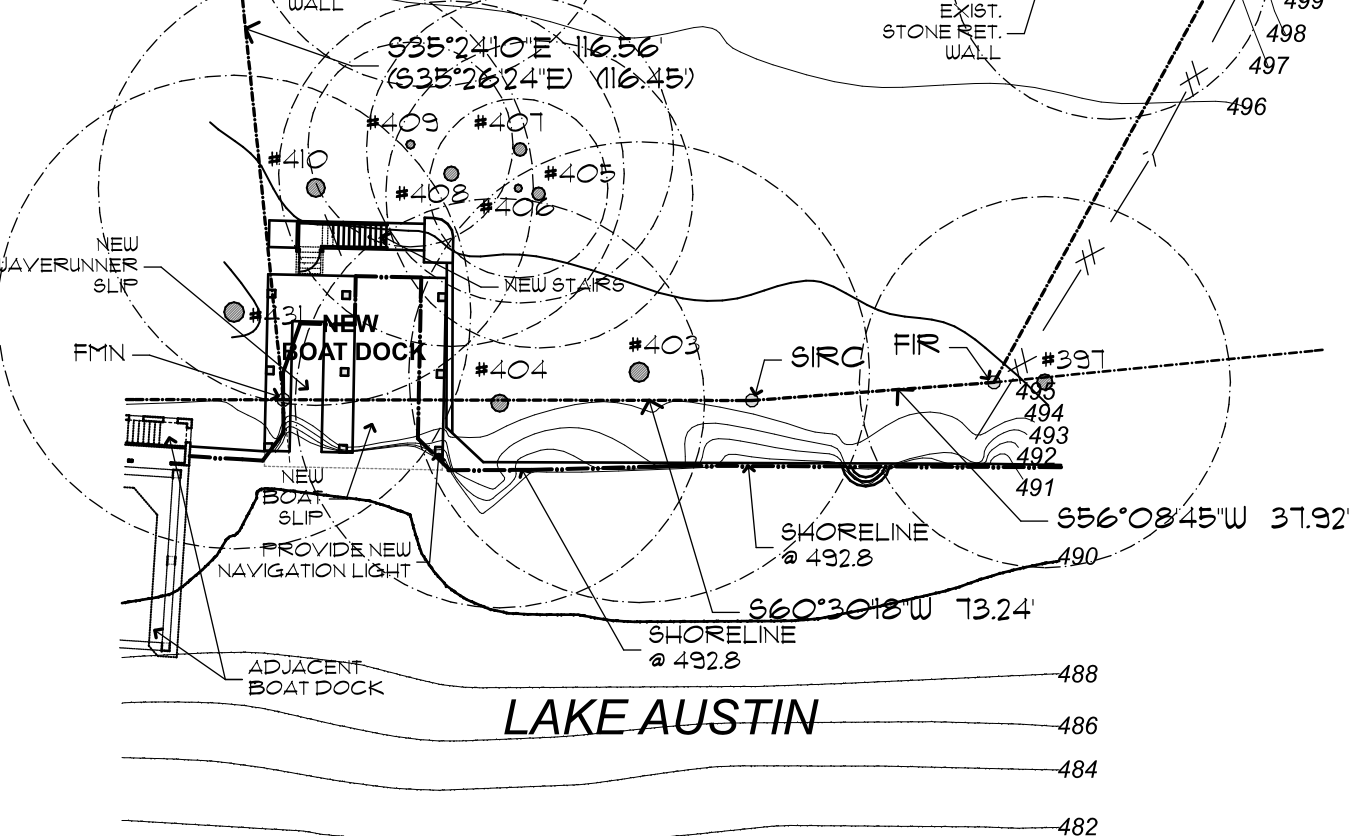 WALL
EXIST.
STONE RET.
WALL
499
498
497
496
S35°24'10"E 116.56'
(S35°26'24"E) (116.45')
#409
#407
#410
#405
#408
#406
NEW
WAVERUNNER
SLIP
NEW STAIRS
#431
NEW
BOAT DOCK
FMN
#403
SIRC
FIR
#397
#404
495
494
493
492
491
NEW
BOAT
SLIP
S56°08'45"W 37.92'
SHORELINE
@ 492.8
PROVIDE NEW
NAVIGATION LIGHT
490
S60°30'18"W 73.24'
SHORELINE
@ 492.8
ADJACENT
BOAT DOCK
488
LAKE AUSTIN
486
484
482